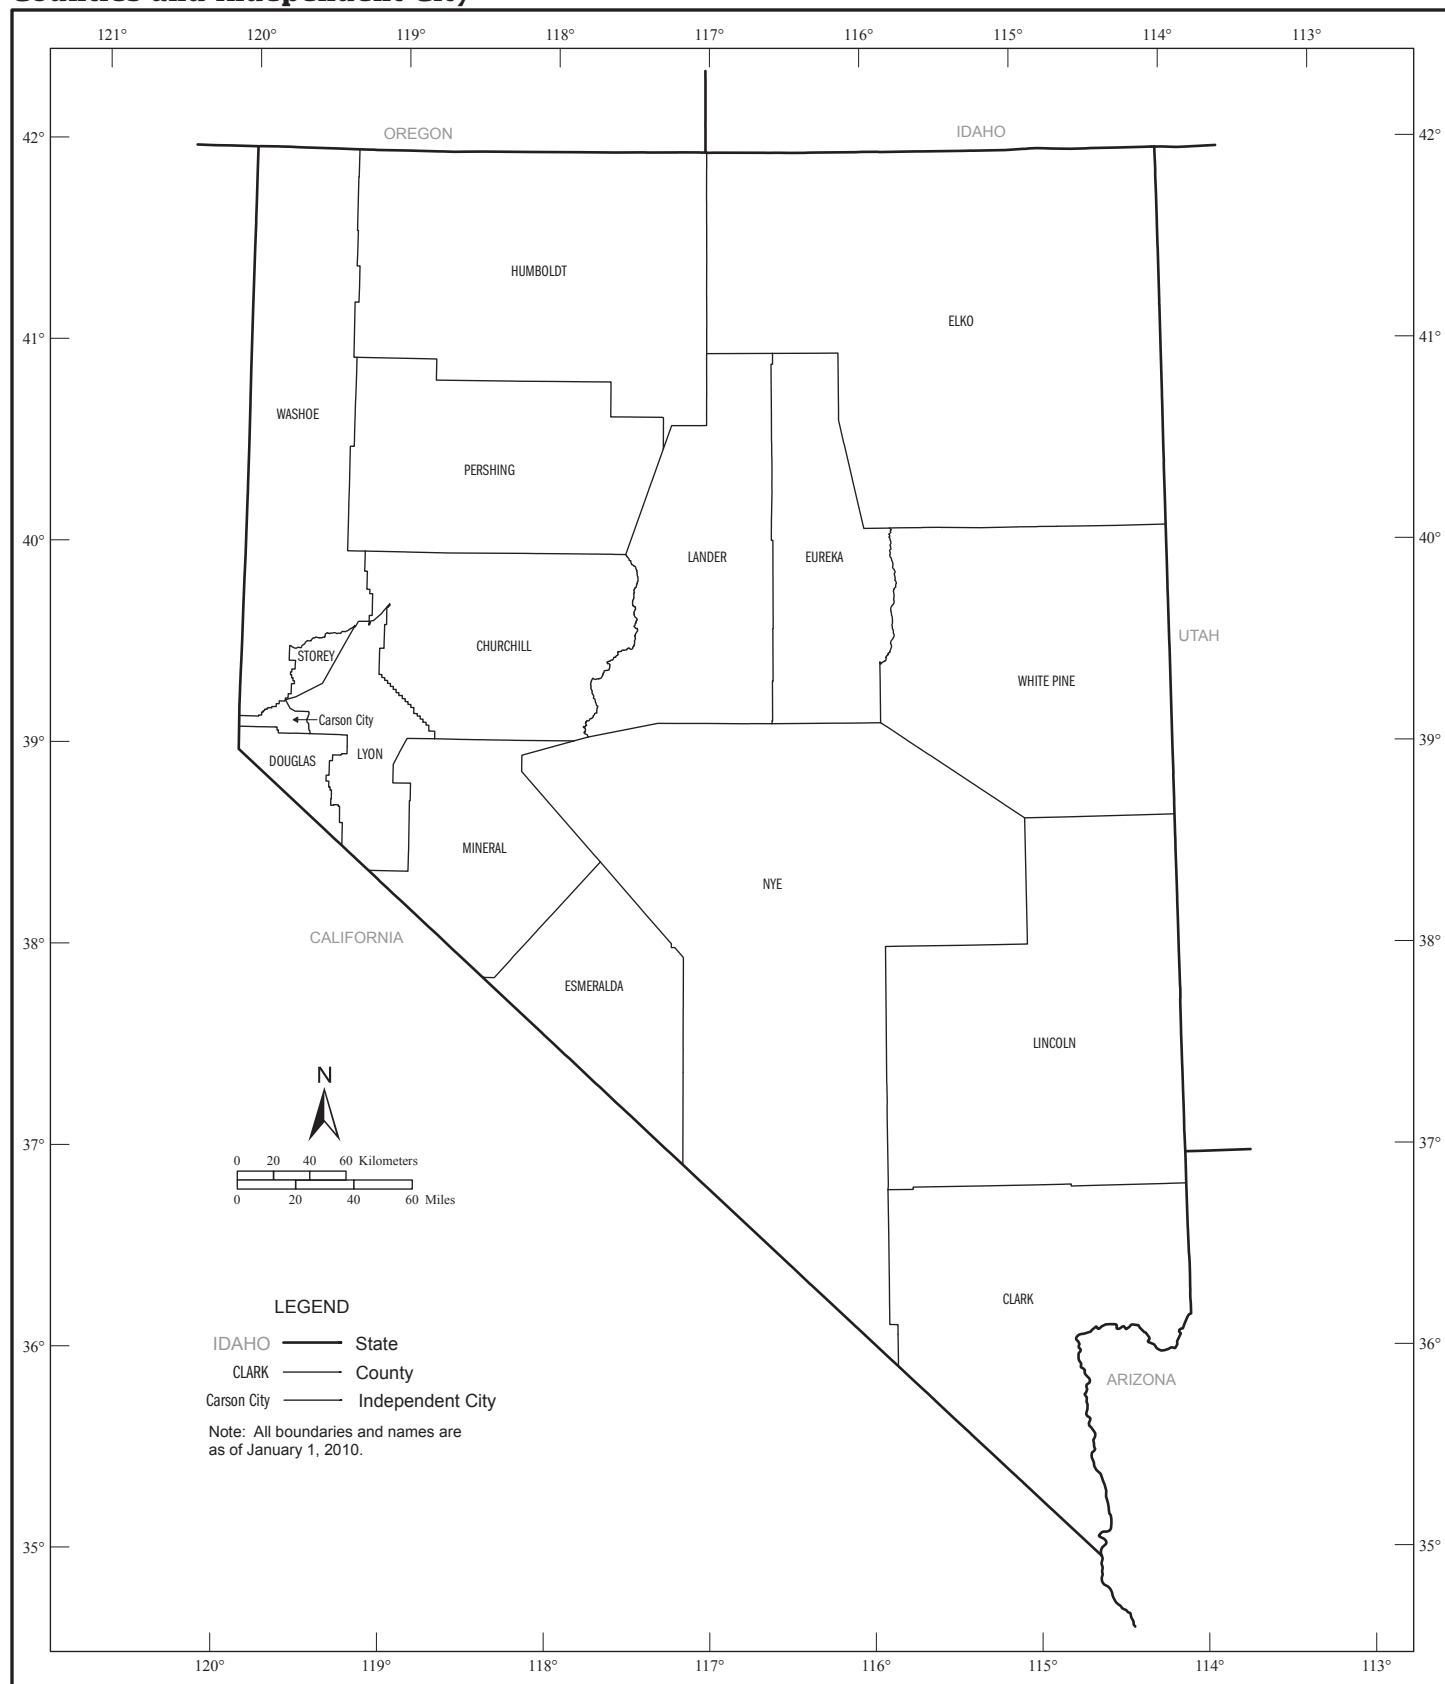 Counties and Independent City
121° 120° 119° 118° 117° 116° 115° 114° 113°
42° OREGON IDAHO 42°
HUMBOLDT
ELKO
41° 41°
WASHOE
PERSHING
40° LANDER EUREKA 40°
UTAH
CHURCHILL
STOREY
WHITE PINE
Carson City
39° 39°
DOUGLAS LYON
MINERAL
NYE
CALIFORNIA
38° 38°
ESMERALDA
LINCOLN
N
37° 37°
0 20 40 60 Kilometers
0 20 40 60 Miles
CLARK
LEGEND
IDAHO State
36° 36°
CLARK County
ARIZONA
Carson City Independent City
Note: All boundaries and names are
as of January 1, 2010.
35° 35°
120° 119° 118° 117° 116° 115° 114° 113°